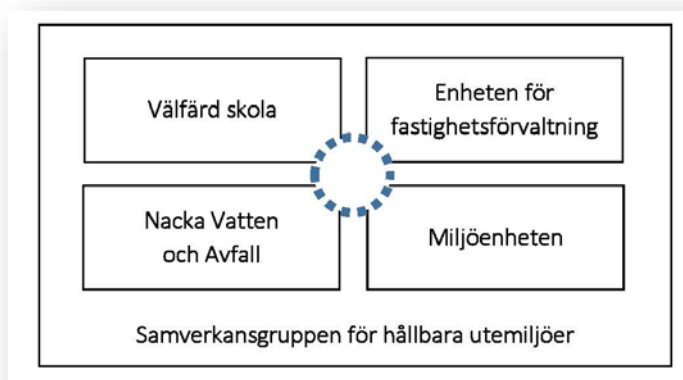 Välfärd skola
Enheten för
fastighetsförvaltning
Nacka Vatten
och Avfall
Miljöenheten
Samverkansgruppen för hållbara utemiljöer